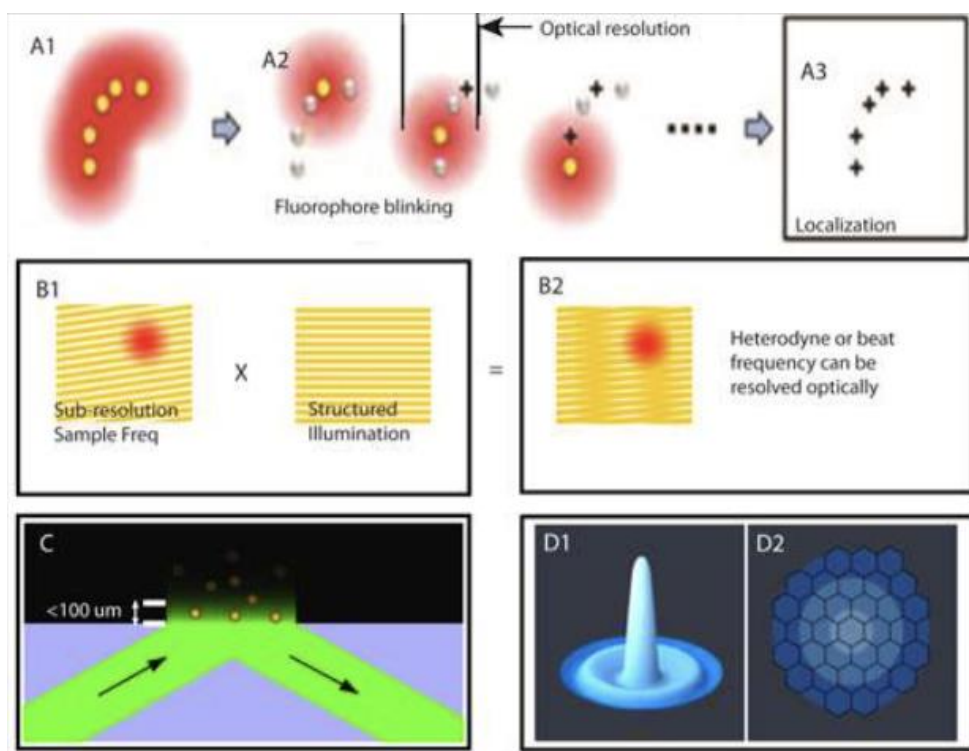 A1
A2
Optical resolution
A3
Fluorophore blinking
Localization
B1
Sub-resolution
Sample Freq
X
Structured
Illumination
=
B2
Heterodyne or beat
frequency can be
resolved optically
C
<100 um
D1
D2